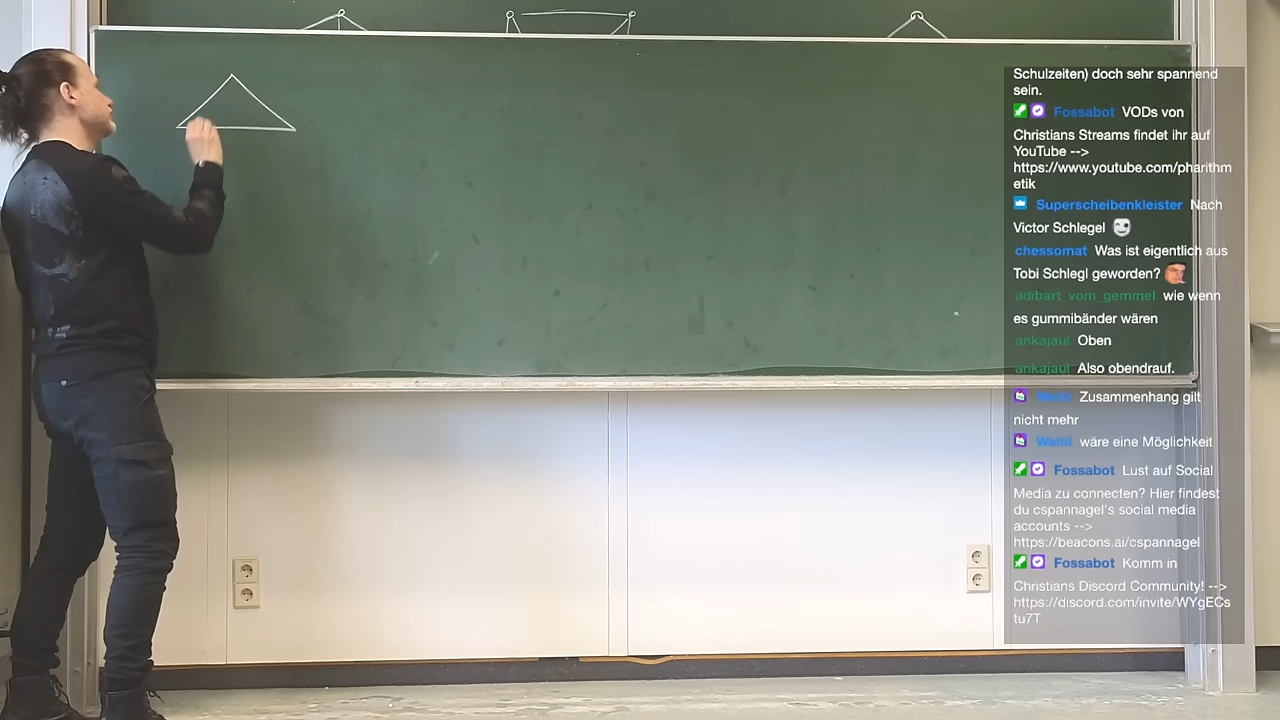 Schulzeiten) doch sehr spannend
sein.
Fossabot VODs von
Christians Streams findet ihr auf
YouTube -->
https://www.youtube.com/pharithm
etik
Superscheibenkleister Nach
Victor Schlegel
chessomat Was ist eigentlich aus
Tobi Schlegl geworden?
adibart_vom_gemmel wie wenn
es gummibänder wären
ankajaul Oben
ankajaul Also obendrauf.
Zusammenhang gilt
nicht mehr
Weltli wäre eine Möglichkeit
Fossabot Lust auf Social
Media zu connecten? Hier findest
du cspannagel's social media
accounts -->
https://beacons.ai/cspannagel
Fossabot Komm in
Christians Discord Community! -->
https://discord.com/invite/WYgECs
tu7T